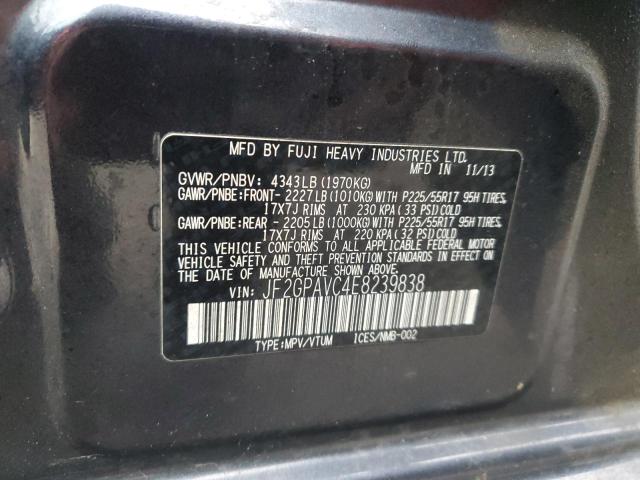 MFD BY FUJI HEAVY INDUSTRIES LTD.
MFD IN 11/13
GVWR/PNBV: 4343LB(1970KG)
GAWR/PNBE:FRONT- 2227LB(1010KG)WITH P225/55R17 95H TIRES,
17X7J RIMS AT 230 KPA(33 PSI)COLD
GAWR/PNBE:REAR - 2205LB(1000KG)WITH P225/55R17 95H TIRES,
17X7J RIMS AT 220 KPA(32 PSI)COLD
THIS VEHICLE CONFORMS TO ALL APPLICABLE FEDERAL MOTOR
VEHICLE SAFETY AND THEFT PREVENTION STANDARDS IN EFFECT
ON THE DATE OF MANUFACTURE SHOWN ABOVE.
VIN: JF2GPAVC4E8239838
TYPE:MPV/VTUM ICES/NMB-002